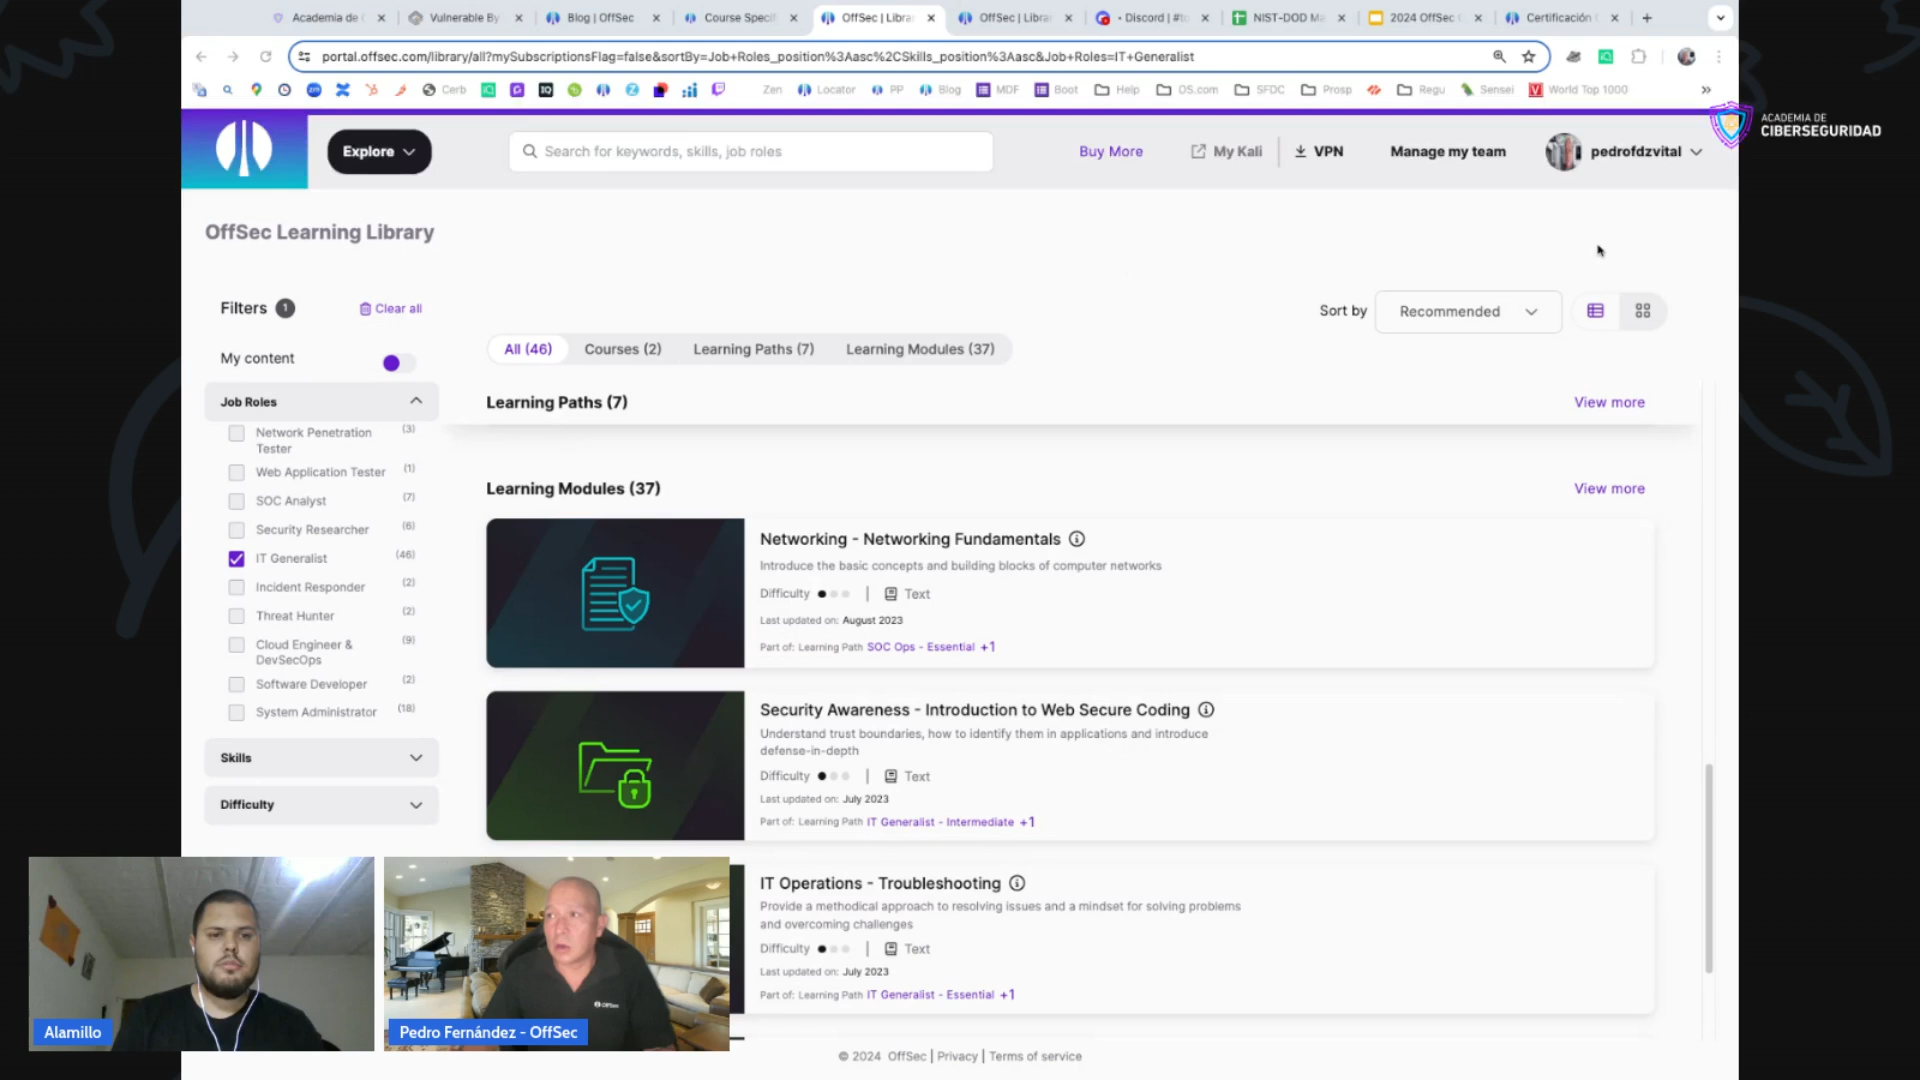 Academia de
Vulnerable By
Blog | OffSec
Course Specif
OffSec | Librar
OffSec | Librar
• Discord | #to
NIST-DOD Ma
2024 OffSec
Certificación
portal.offsec.com/library/all?mySubscriptionsFlag=false&sortBy=Job+Roles_position%3Aasc%2CSkills_position%3Aasc&Job+Roles=IT+Generalist
Cerb
Zen
Locator
PP
Blog
MDF
Boot
Help
OS.com
SFDC
Prosp
Regu
Sensei
World Top 1000
ACADEMIA DE
CIBERSEGURIDAD
Explore
Search for keywords, skills, job roles
Buy More
My Kali
VPN
Manage my team
pedrofdzvital
OffSec Learning Library
Filters 1
Clear all
Sort by
Recommended
My content
All (46)
Courses (2)
Learning Paths (7)
Learning Modules (37)
Job Roles
Network Penetration
Tester
(3)
Web Application Tester (1)
SOC Analyst (7)
Security Researcher (6)
IT Generalist (46)
Incident Responder (2)
Threat Hunter (2)
Cloud Engineer &
DevSecOps
(9)
Software Developer (2)
System Administrator (18)
Skills
Difficulty
Learning Paths (7)
View more
Learning Modules (37)
View more
Networking - Networking Fundamentals
Introduce the basic concepts and building blocks of computer networks
Difficulty | Text
Last updated on: August 2023
Part of: Learning Path SOC Ops - Essential +1
Security Awareness - Introduction to Web Secure Coding
Understand trust boundaries, how to identify them in applications and introduce
defense-in-depth
Difficulty | Text
Last updated on: July 2023
Part of: Learning Path IT Generalist - Intermediate +1
IT Operations - Troubleshooting
Provide a methodical approach to resolving issues and a mindset for solving problems
and overcoming challenges
Difficulty | Text
Last updated on: July 2023
Part of: Learning Path IT Generalist - Essential +1
OffSec
Alamillo
Pedro Fernández - OffSec
© 2024 OffSec | Privacy | Terms of service